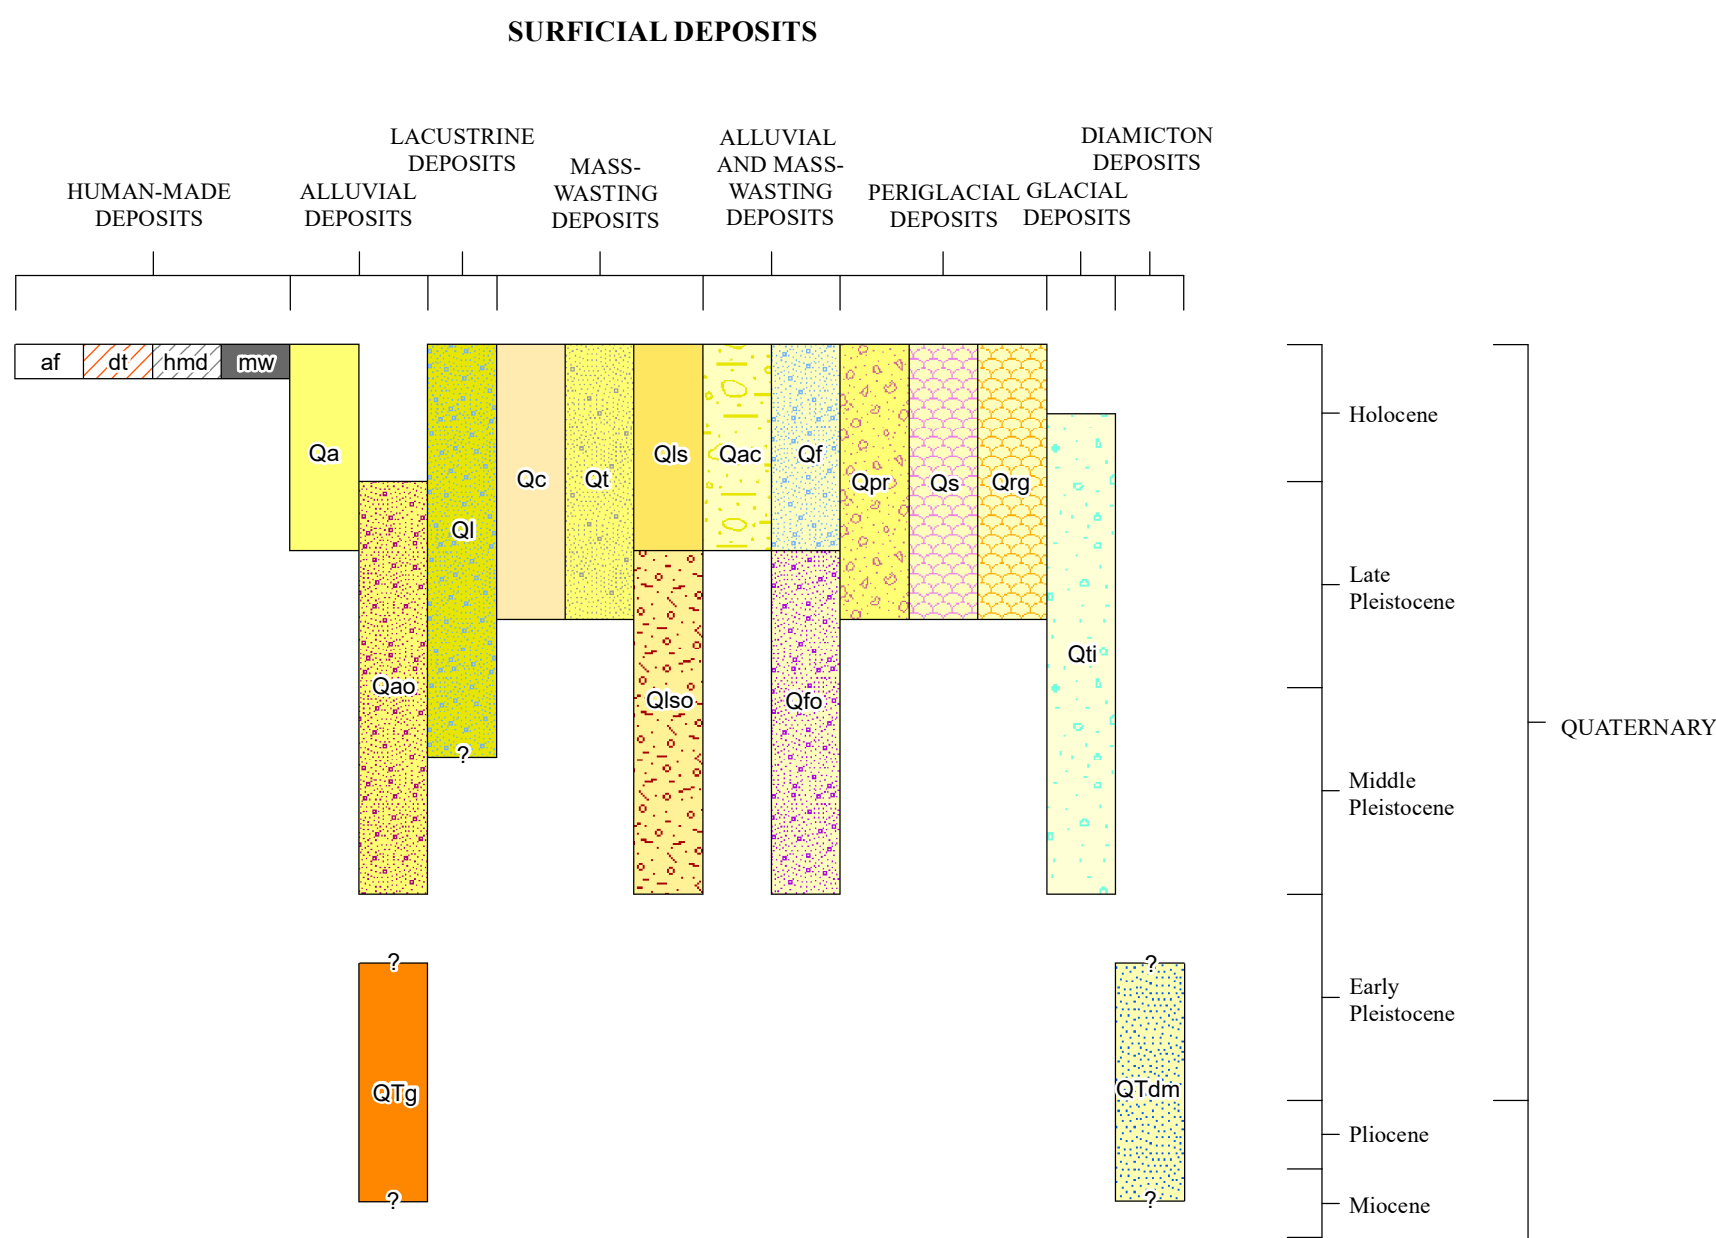 SURFICIAL DEPOSITS
HUMAN-MADE
DEPOSITS
ALLUVIAL
DEPOSITS
LACUSTRINE
DEPOSITS
MASS-
WASTING
DEPOSITS
ALLUVIAL
AND MASS-
WASTING
DEPOSITS
PERIGLACIAL
DEPOSITS
GLACIAL
DEPOSITS
DIAMICTON
DEPOSITS
af
dt
hmd
mw
Qa
Qao
Ql
?
Qc
Qt
Qls
Qlso
Qac
Qf
Qfo
Qpr
Qs
Qrg
Qti
?
QTg
?
?
QTdm
?
Holocene
Late
Pleistocene
Middle
Pleistocene
Early
Pleistocene
Pliocene
Miocene
QUATERNARY